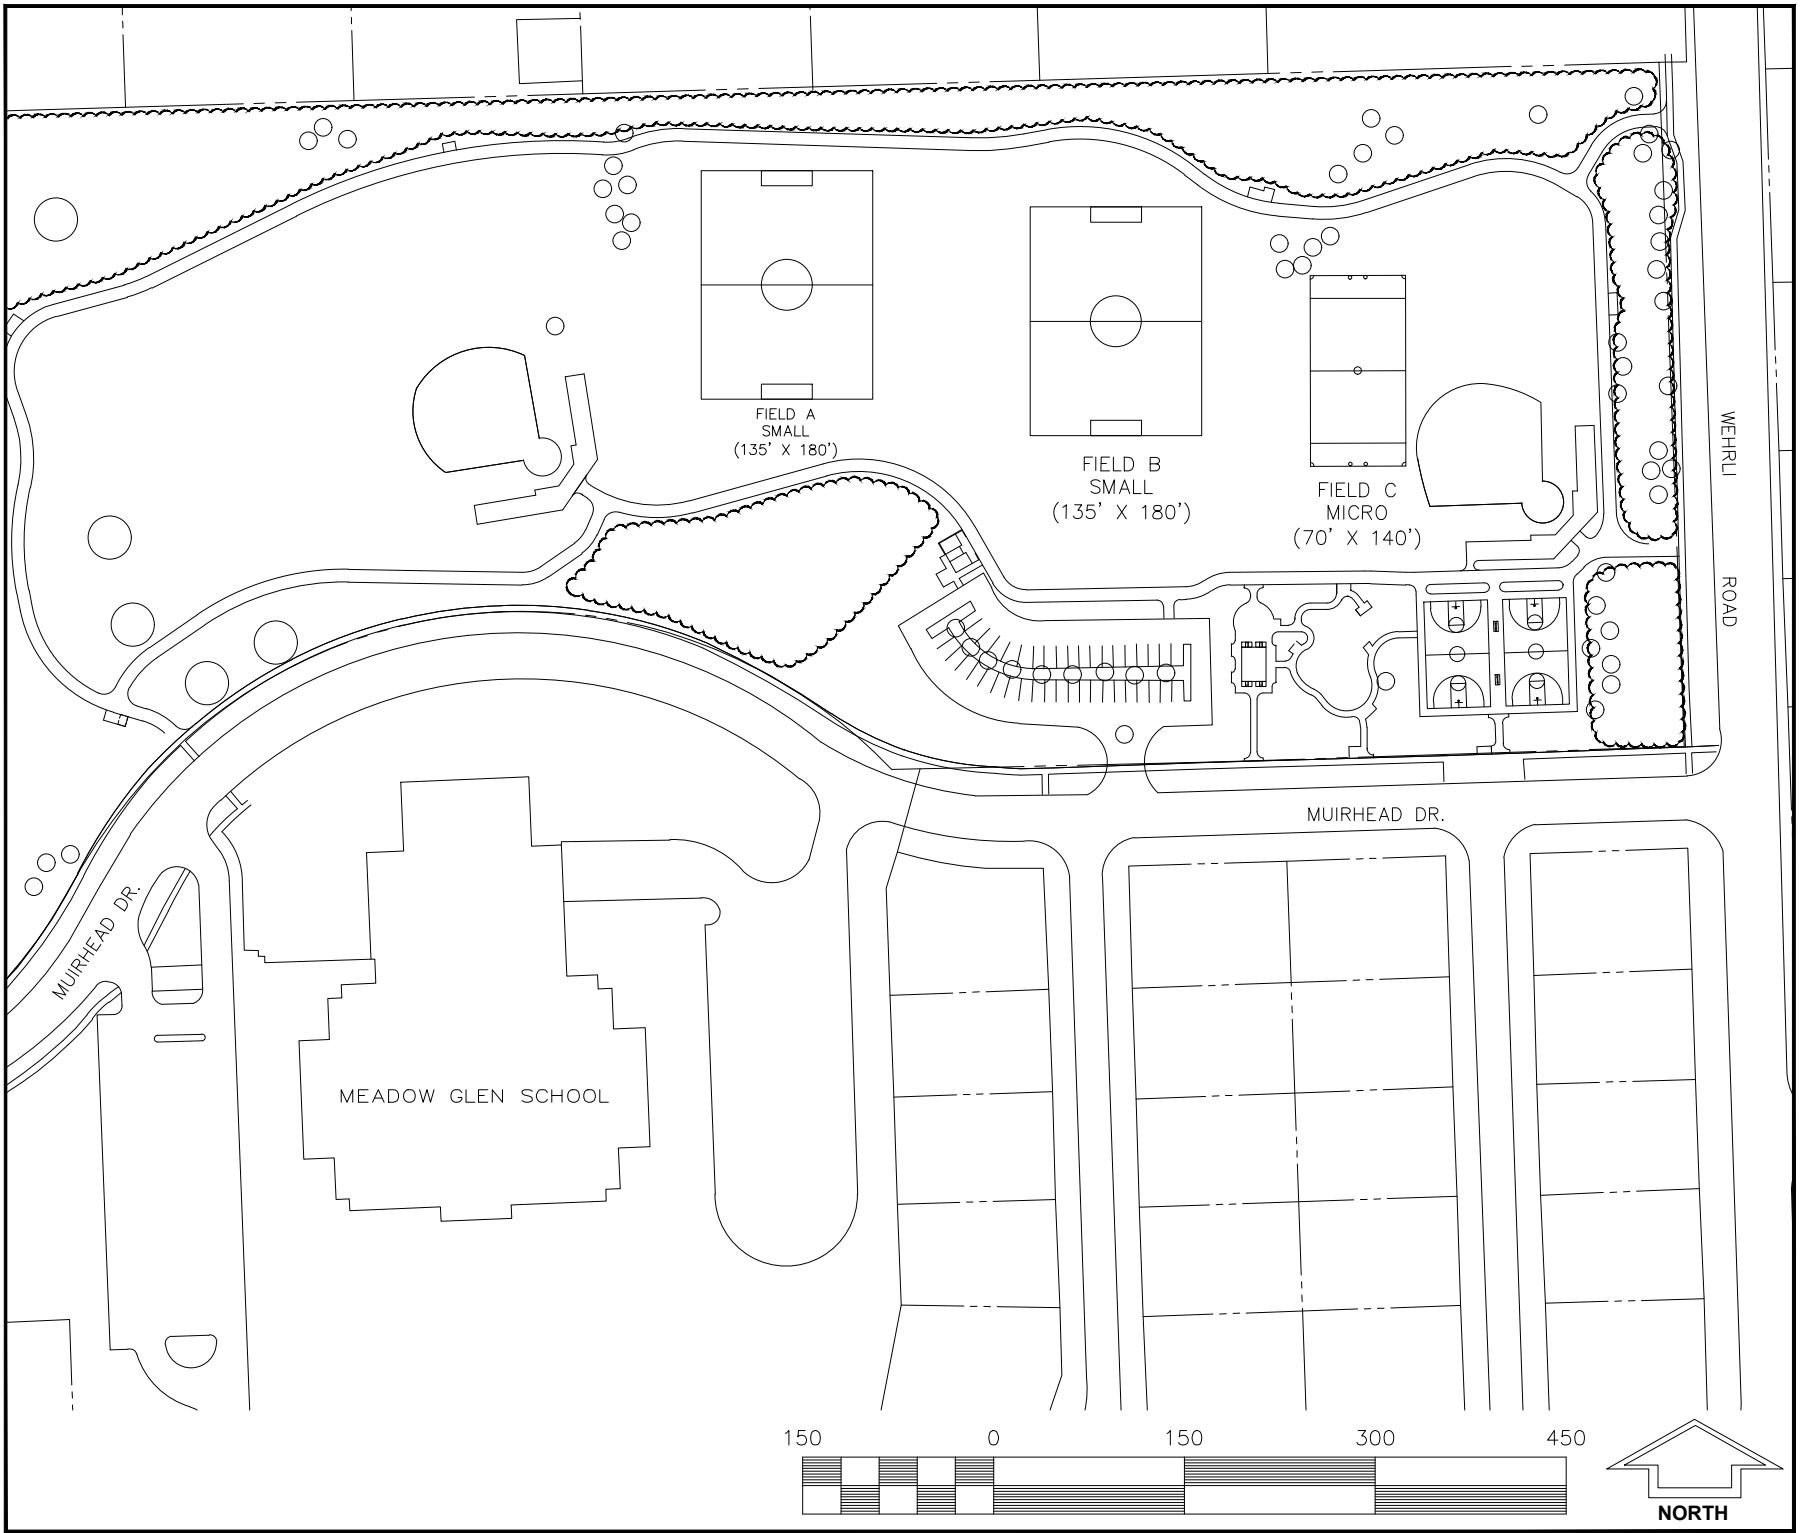 FIELD A
SMALL
(135' X 180')
FIELD B
SMALL
(135' X 180')
FIELD C
MICRO
(70' X 140')
WEHRLI ROAD
MUIRHEAD DR.
MUIRHEAD DR.
MEADOW GLEN SCHOOL
150 0 150 300 450
NORTH